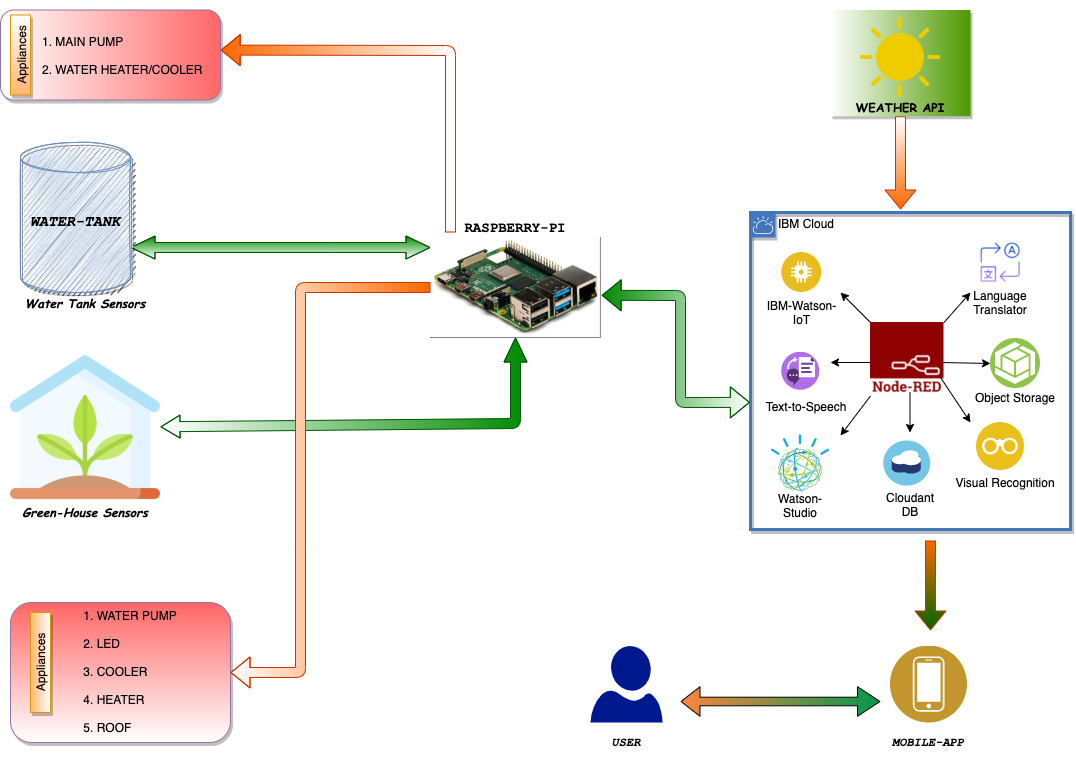 Appliances
1. MAIN PUMP
2. WATER HEATER/COOLER
WEATHER API
WATER-TANK
Water Tank Sensors
RASPBERRY-PI
IBM Cloud
IBM-Watson-
IoT
A
文
Language
Translator
Node-RED
Text-to-Speech
Object Storage
Watson-
Studio
Cloudant
DB
Visual Recognition
Green-House Sensors
Appliances
1. WATER PUMP
2. LED
3. COOLER
4. HEATER
5. ROOF
USER
MOBILE-APP